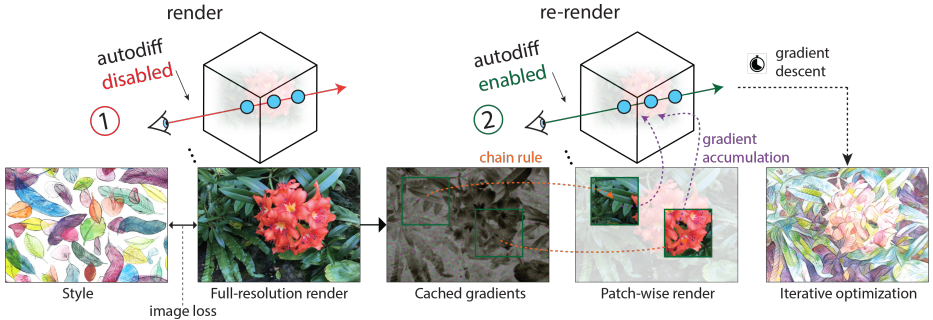 render
re-render
autodiff
disabled
autodiff
enabled
gradient
descent
1
2
chain rule
gradient
accumulation
Style
Full-resolution render
Cached gradients
Patch-wise render
Iterative optimization
image loss